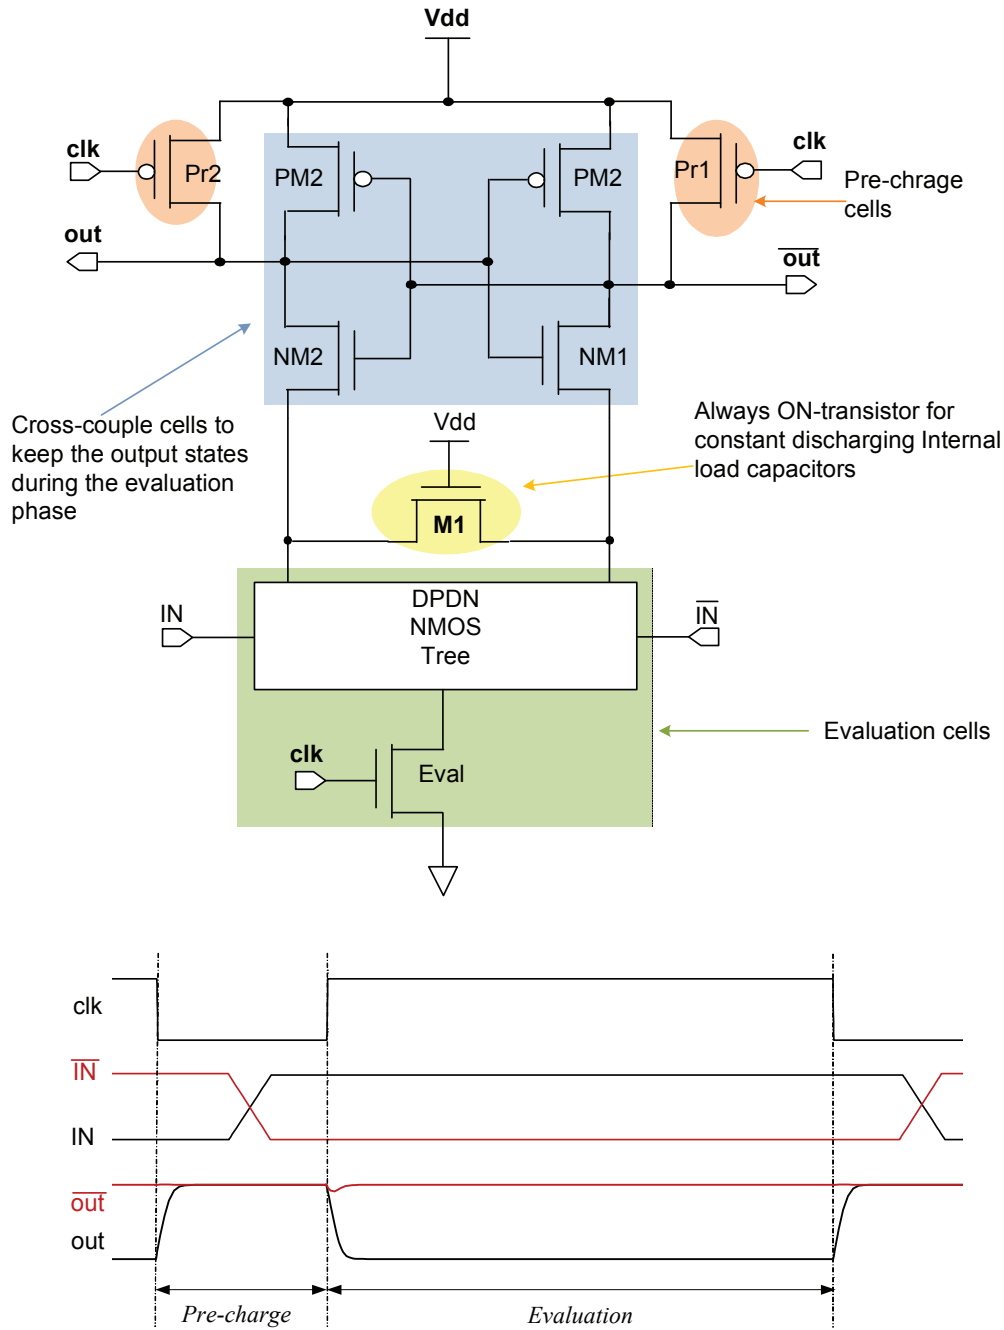 Vdd
clk
Pr2
PM2
PM2
Pr1
clk
Pre-chrage
cells
out
out
NM2
NM1
Cross-couple cells to
keep the output states
during the evaluation
phase
Vdd
Always ON-transistor for
constant discharging Internal
load capacitors
M1
IN
DPDN
NMOS
Tree
IN
clk
Eval
Evaluation cells
clk
IN
IN
out
out
Pre-charge
Evaluation